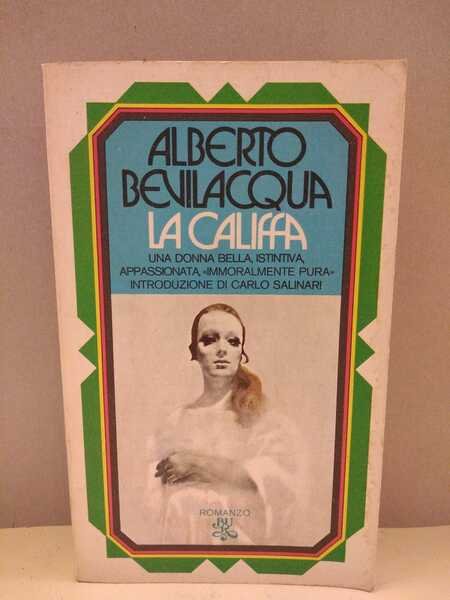 ALBERTO
BEVILACQUA
LA CALIFFA
UNA DONNA BELLA, ISTINTIVA,
APPASSIONATA, «IMMORALMENTE PURA»
INTRODUZIONE DI CARLO SALINARI
ROMANZO
BUR